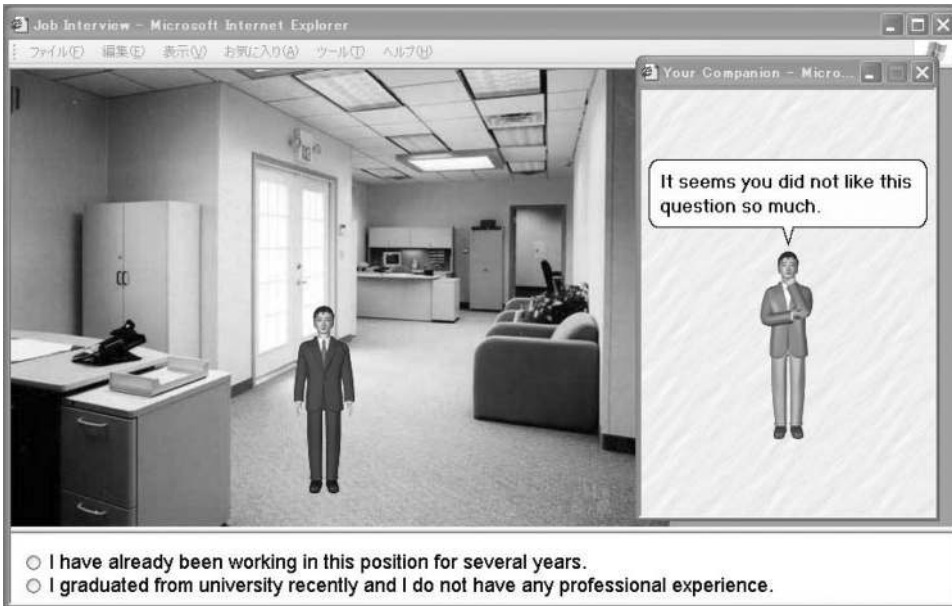 Job Interview - Microsoft Internet Explorer
ファイル(F) 編集(E) 表示(V) お気に入り(A) ツール(T) ヘルプ(H)
Your Companion - Micro...
It seems you did not like this
question so much.
I have already been working in this position for several years.
I graduated from university recently and I do not have any professional experience.